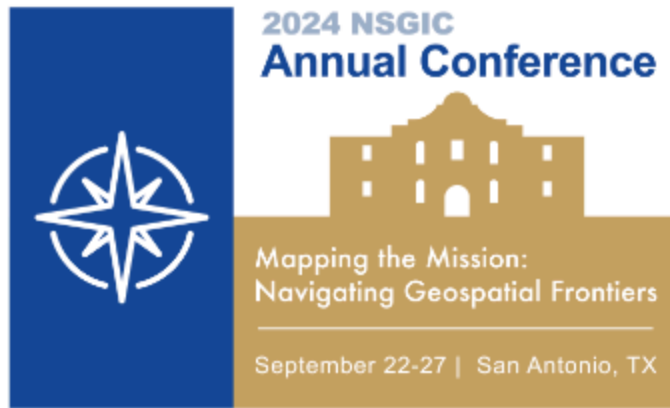 2024 NSGIC
Annual Conference
Mapping the Mission:
Navigating Geospatial Frontiers
September 22-27 | San Antonio, TX